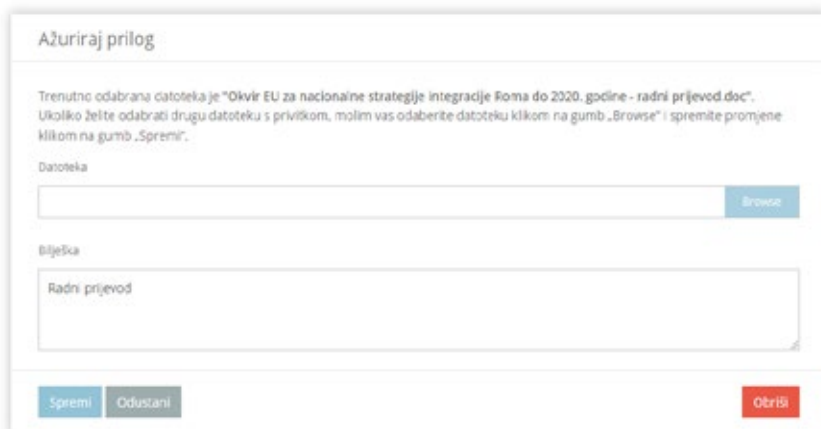 Ažuriraj prilog
Trenutno odabrana datoteka je "Okvir EU za nacionalne strategije integracije Roma do 2020. godine - radni prijevod.doc".
Ukoliko želite odabrati drugu datoteku s privitkom, molim vas odaberite datoteku klikom na gumb „Browse" i spremite promjene
klikom na gumb „Spremi".
Datoteka
Browse
Bilješka
Radni prijevod
Spremi Odustani Obriši